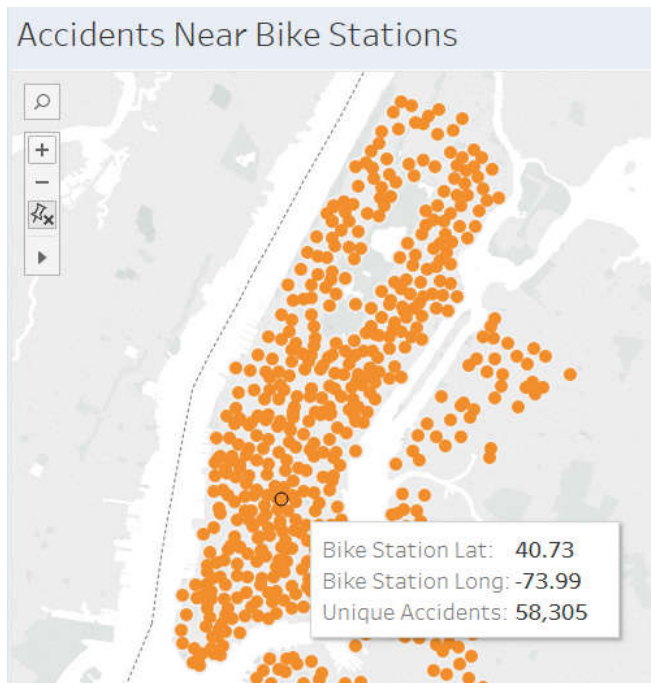 Accidents Near Bike Stations
Bike Station Lat: 40.73
Bike Station Long: -73.99
Unique Accidents: 58,305